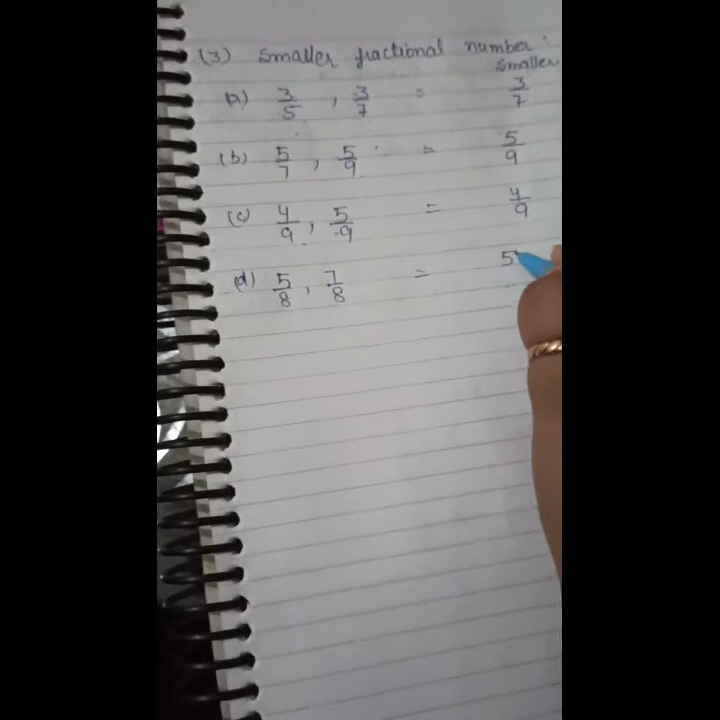 (3) Smaller fractional number :
Smaller
(a) 3/5 , 3/7 = 3/7
(b) 5/7 , 5/9 = 5/9
(c) 4/9 , 5/9 = 4/9
(d) 5/8 , 7/8 = 5